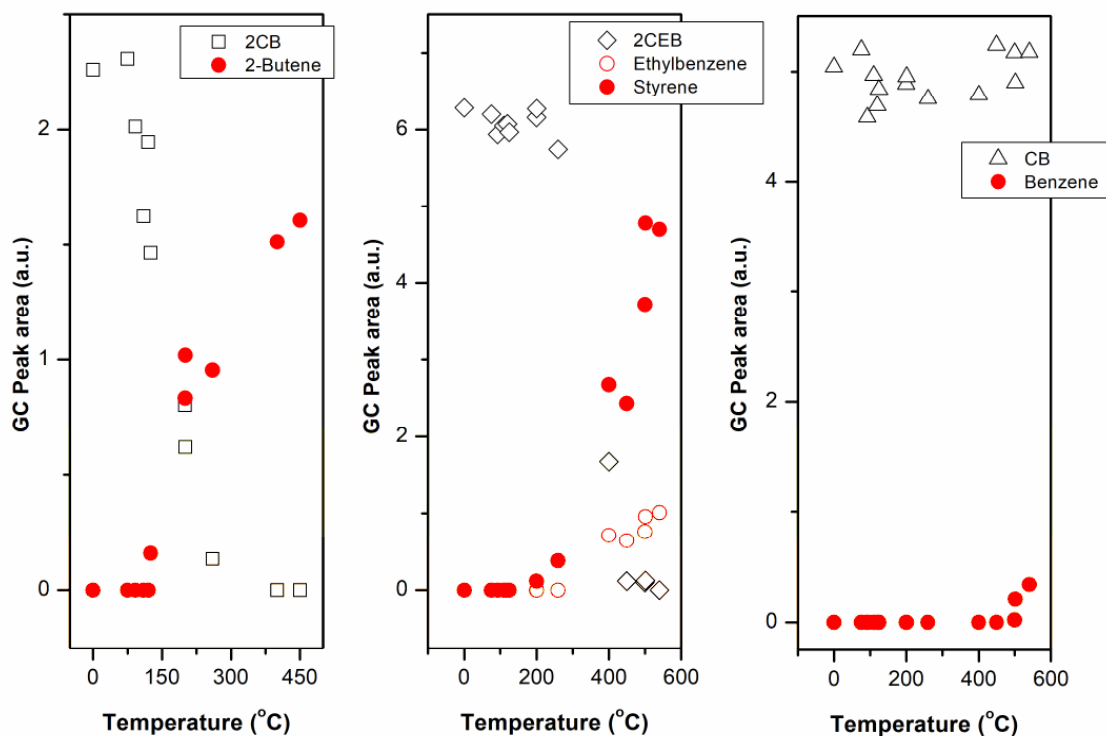 2CB
2-Butene
2
1
0
0
150
300
450
GC Peak area (a.u.)
Temperature (°C)
2CEB
Ethylbenzene
Styrene
6
4
2
0
0
200
400
600
GC Peak area (a.u.)
Temperature (°C)
CB
Benzene
4
2
0
0
200
400
600
GC Peak area (a.u.)
Temperature (°C)